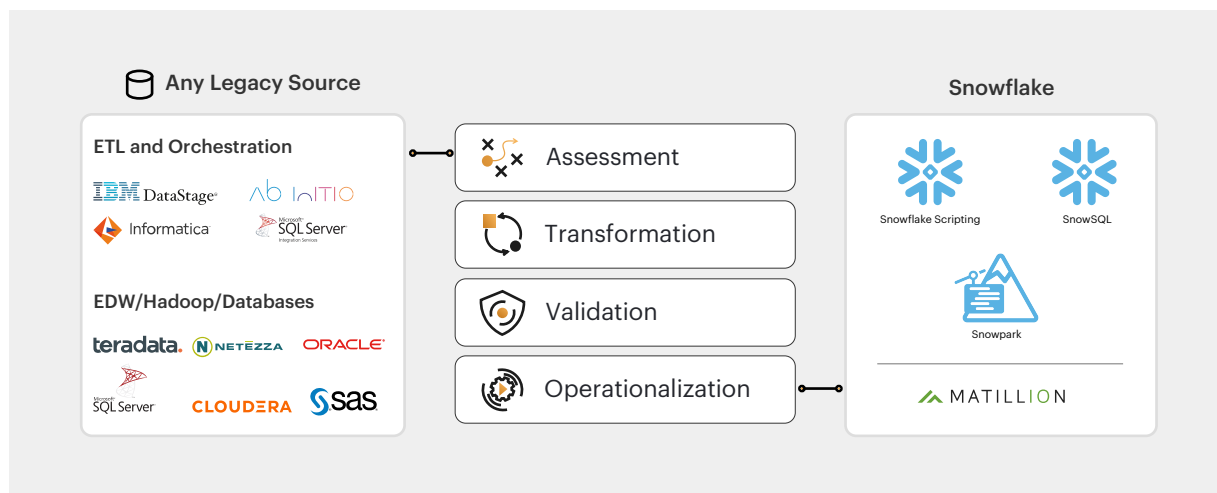 Any Legacy Source
ETL and Orchestration
IBM DataStage®
Ab InITIO
Informatica
Microsoft®
SQL Server
Integration Services
EDW/Hadoop/Databases
teradata.
N NETEZZA
ORACLE®
Microsoft®
SQL Server
CLOUDERA
sas
Assessment
Transformation
Validation
Operationalization
Snowflake
Snowflake Scripting
SnowSQL
Snowpark
MATILLION